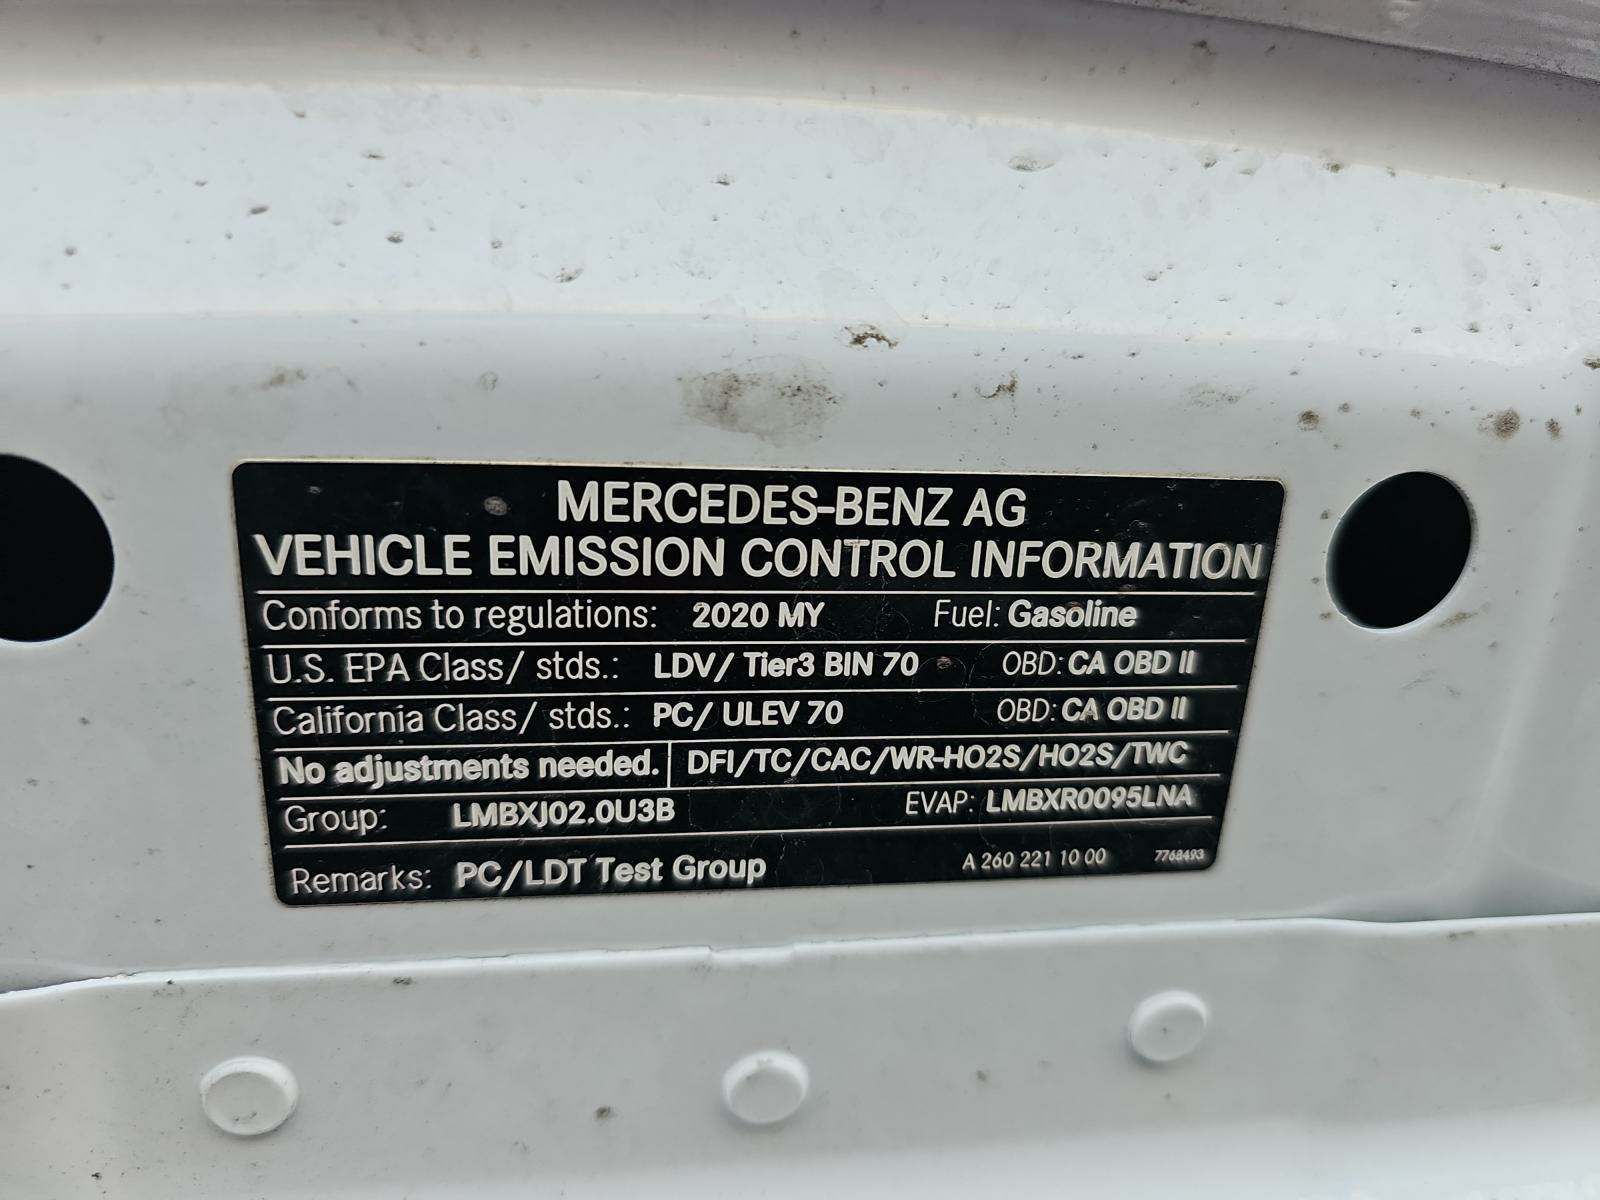 MERCEDES-BENZ AG
VEHICLE EMISSION CONTROL INFORMATION
Conforms to regulations: 2020 MY Fuel: Gasoline
U.S. EPA Class/ stds.: LDV/ Tier3 BIN 70 OBD: CA OBD II
California Class/ stds.: PC/ ULEV 70 OBD: CA OBD II
No adjustments needed. DFI/TC/CAC/WR-HO2S/HO2S/TWC
Group: LMBXJ02.0U3B EVAP: LMBXR0095LNA
Remarks: PC/LDT Test Group A 260 221 10 00 7768493